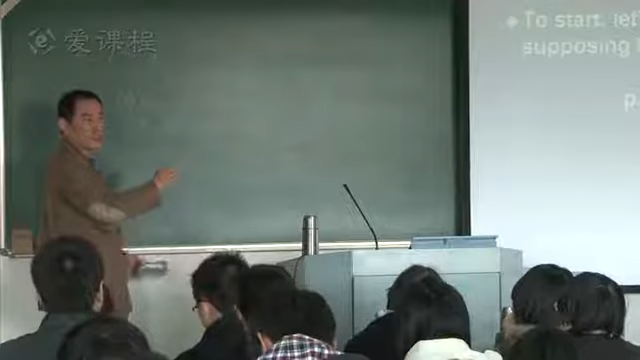 爱课程
To start, let'
supposing
p